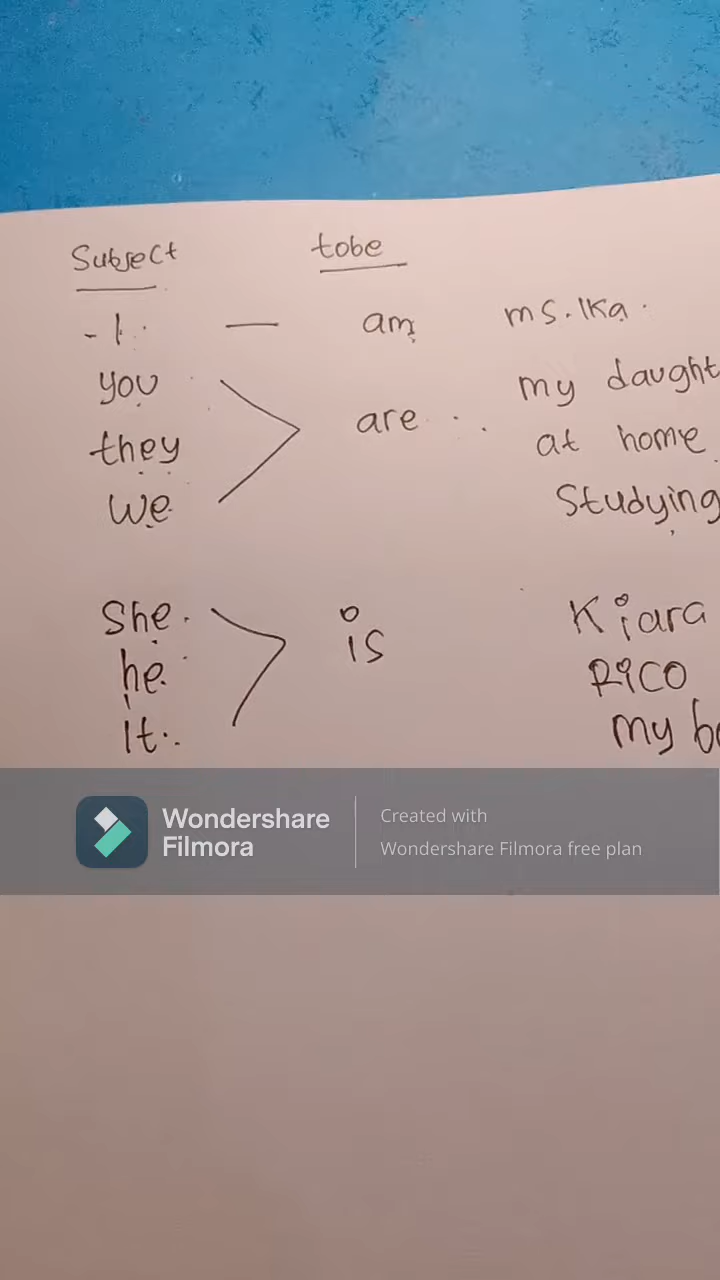 Subject tobe
- I. — am ms. Ika.
you my daught
are ..
they at home
we Studying
She. is Kiara
he. Rico
It.. my
Wondershare Filmora
Created with
Wondershare Filmora free plan